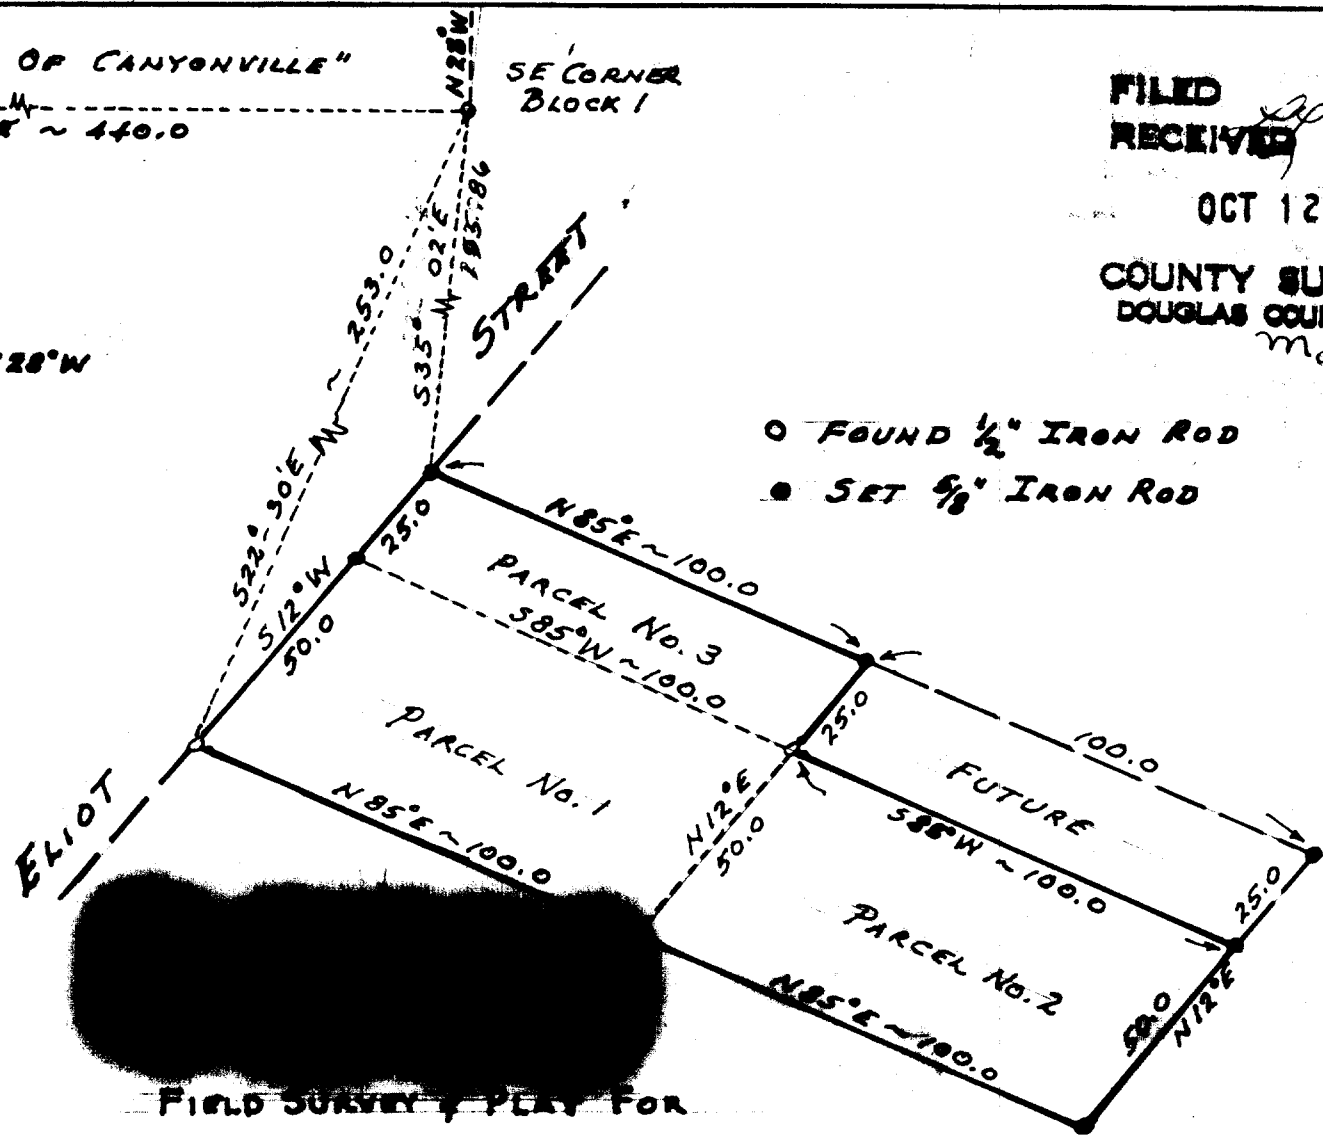 OF CANYONVILLE"
~ 440.0
N28°W
SE CORNER
BLOCK 1
FILED
RECEIVED
OCT 12
COUNTY SU
DOUGLAS COU
28°W
S22°-30'E ~ 253.0
S35°-02'E
STREET
O FOUND 1/2" IRON ROD
● SET 5/8" IRON ROD
25.0
N85°E ~ 100.0
PARCEL No. 3
S85°W ~ 100.0
S12°W
50.0
25.0
100.0
PARCEL No. 1
FUTURE
N85°E ~ 100.0
N12°E
50.0
S85°W ~ 100.0
25.0
ELIOT
PARCEL No. 2
N85°E ~ 100.0
50.0
N12°E
FIELD SURVEY & PLAT FOR